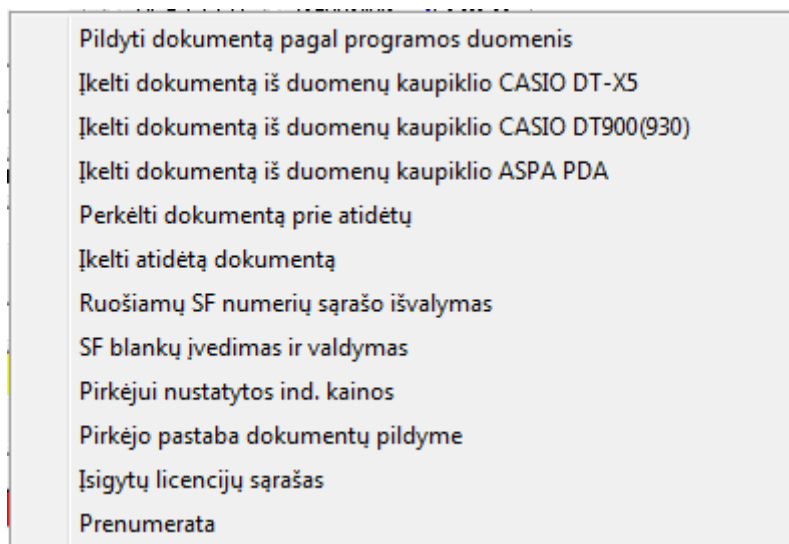 Pildyti dokumentą pagal programos duomenis
Įkelti dokumentą iš duomenų kaupiklio CASIO DT-X5
Įkelti dokumentą iš duomenų kaupiklio CASIO DT900(930)
Įkelti dokumentą iš duomenų kaupiklio ASPA PDA
Perkėlti dokumentą prie atidėtų
Įkelti atidėtą dokumentą
Ruošiamų SF numerių sąrašo išvalymas
SF blankų įvedimas ir valdymas
Pirkėjui nustatytos ind. kainos
Pirkėjo pastaba dokumentų pildyme
Įsigytų licencijų sąrašas
Prenumerata